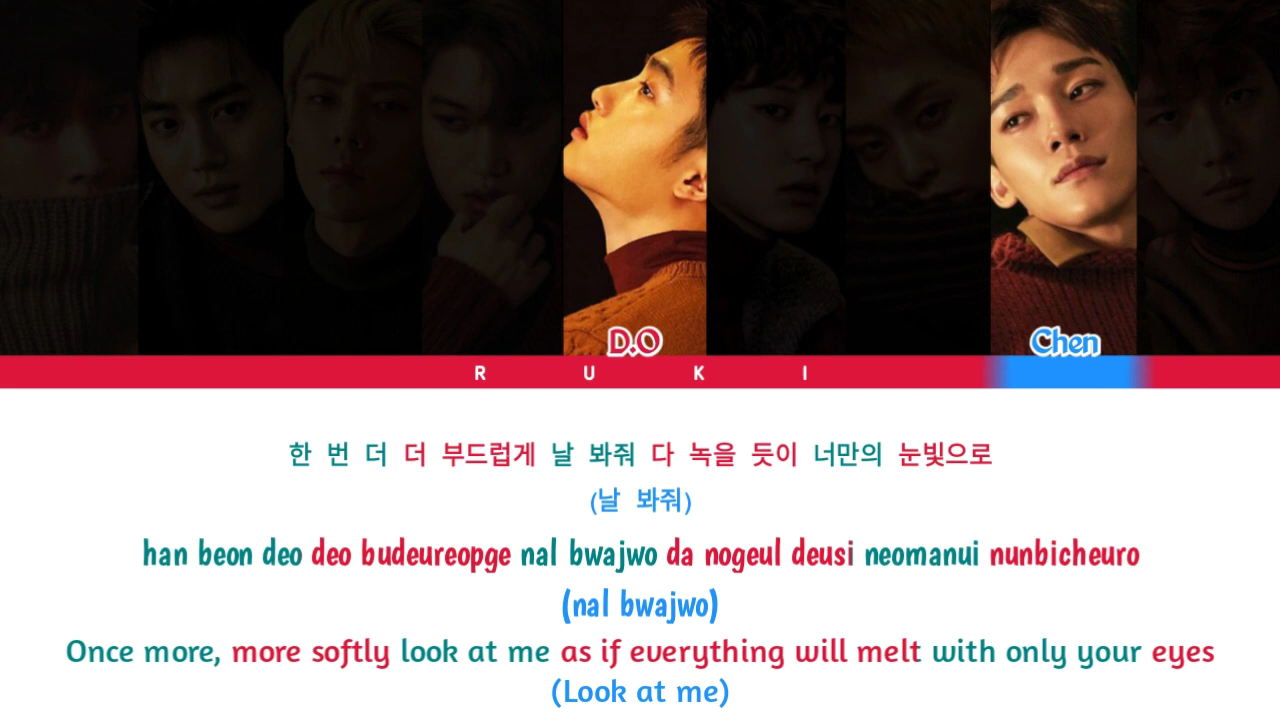 D.O
Chen
R U K I
한 번 더 더 부드럽게 날 봐줘 다 녹을 듯이 너만의 눈빛으로
(날 봐줘)
han beon deo deo budeureopge nal bwajwo da nogeul deusi neomanui nunbicheuro
(nal bwajwo)
Once more, more softly look at me as if everything will melt with only your eyes
(Look at me)